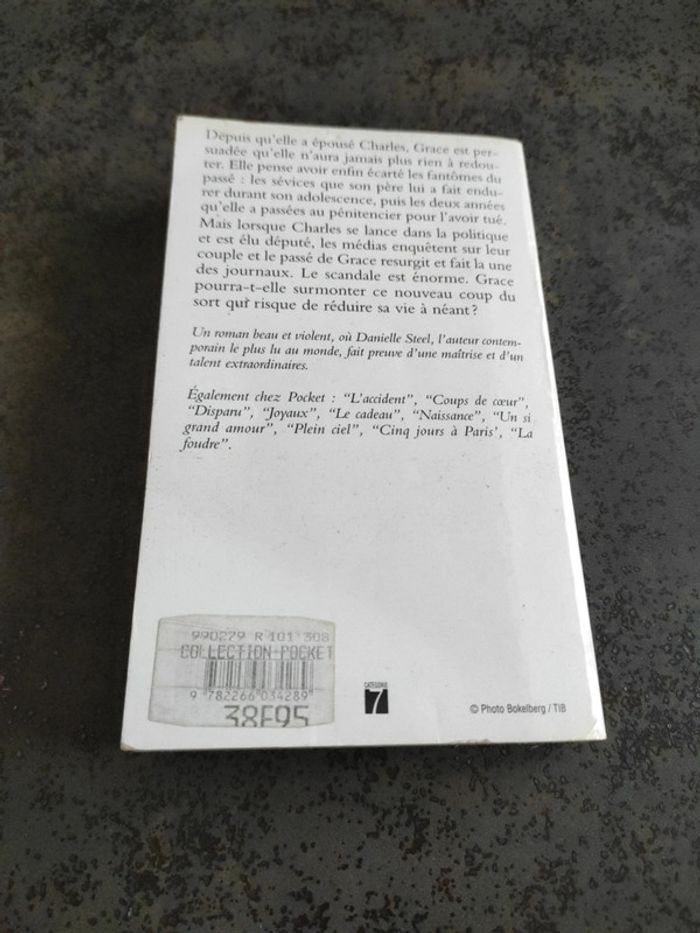 Depuis qu'elle a épousé Charles, Grace est per-
suadée qu'elle n'aura jamais plus rien à redou-
ter. Elle pense avoir enfin écarté les fantômes du
passé : les sévices que son père lui a fait endu-
rer durant son adolescence, puis les deux années
qu'elle a passées au pénitencier pour l'avoir tué.
Mais lorsque Charles se lance dans la politique
et est élu député, les médias enquêtent sur leur
couple et le passé de Grace resurgit et fait la une
des journaux. Le scandale est énorme. Grace
pourra-t-elle surmonter ce nouveau coup du
sort qui risque de réduire sa vie à néant ?
Un roman beau et violent, où Danielle Steel, l'auteur contem-
porain le plus lu au monde, fait preuve d'une maîtrise et d'un
talent extraordinaires.
Également chez Pocket : "L'accident", "Coups de cœur",
"Disparu", "Joyaux", "Le cadeau", "Naissance", "Un si
grand amour", "Plein ciel", "Cinq jours à Paris', "La
foudre".
990279 R 101 308
COLLECTION POCKET
9 782266 034289
38F95
CATÉGORIE
7
© Photo Bokelberg / TIB